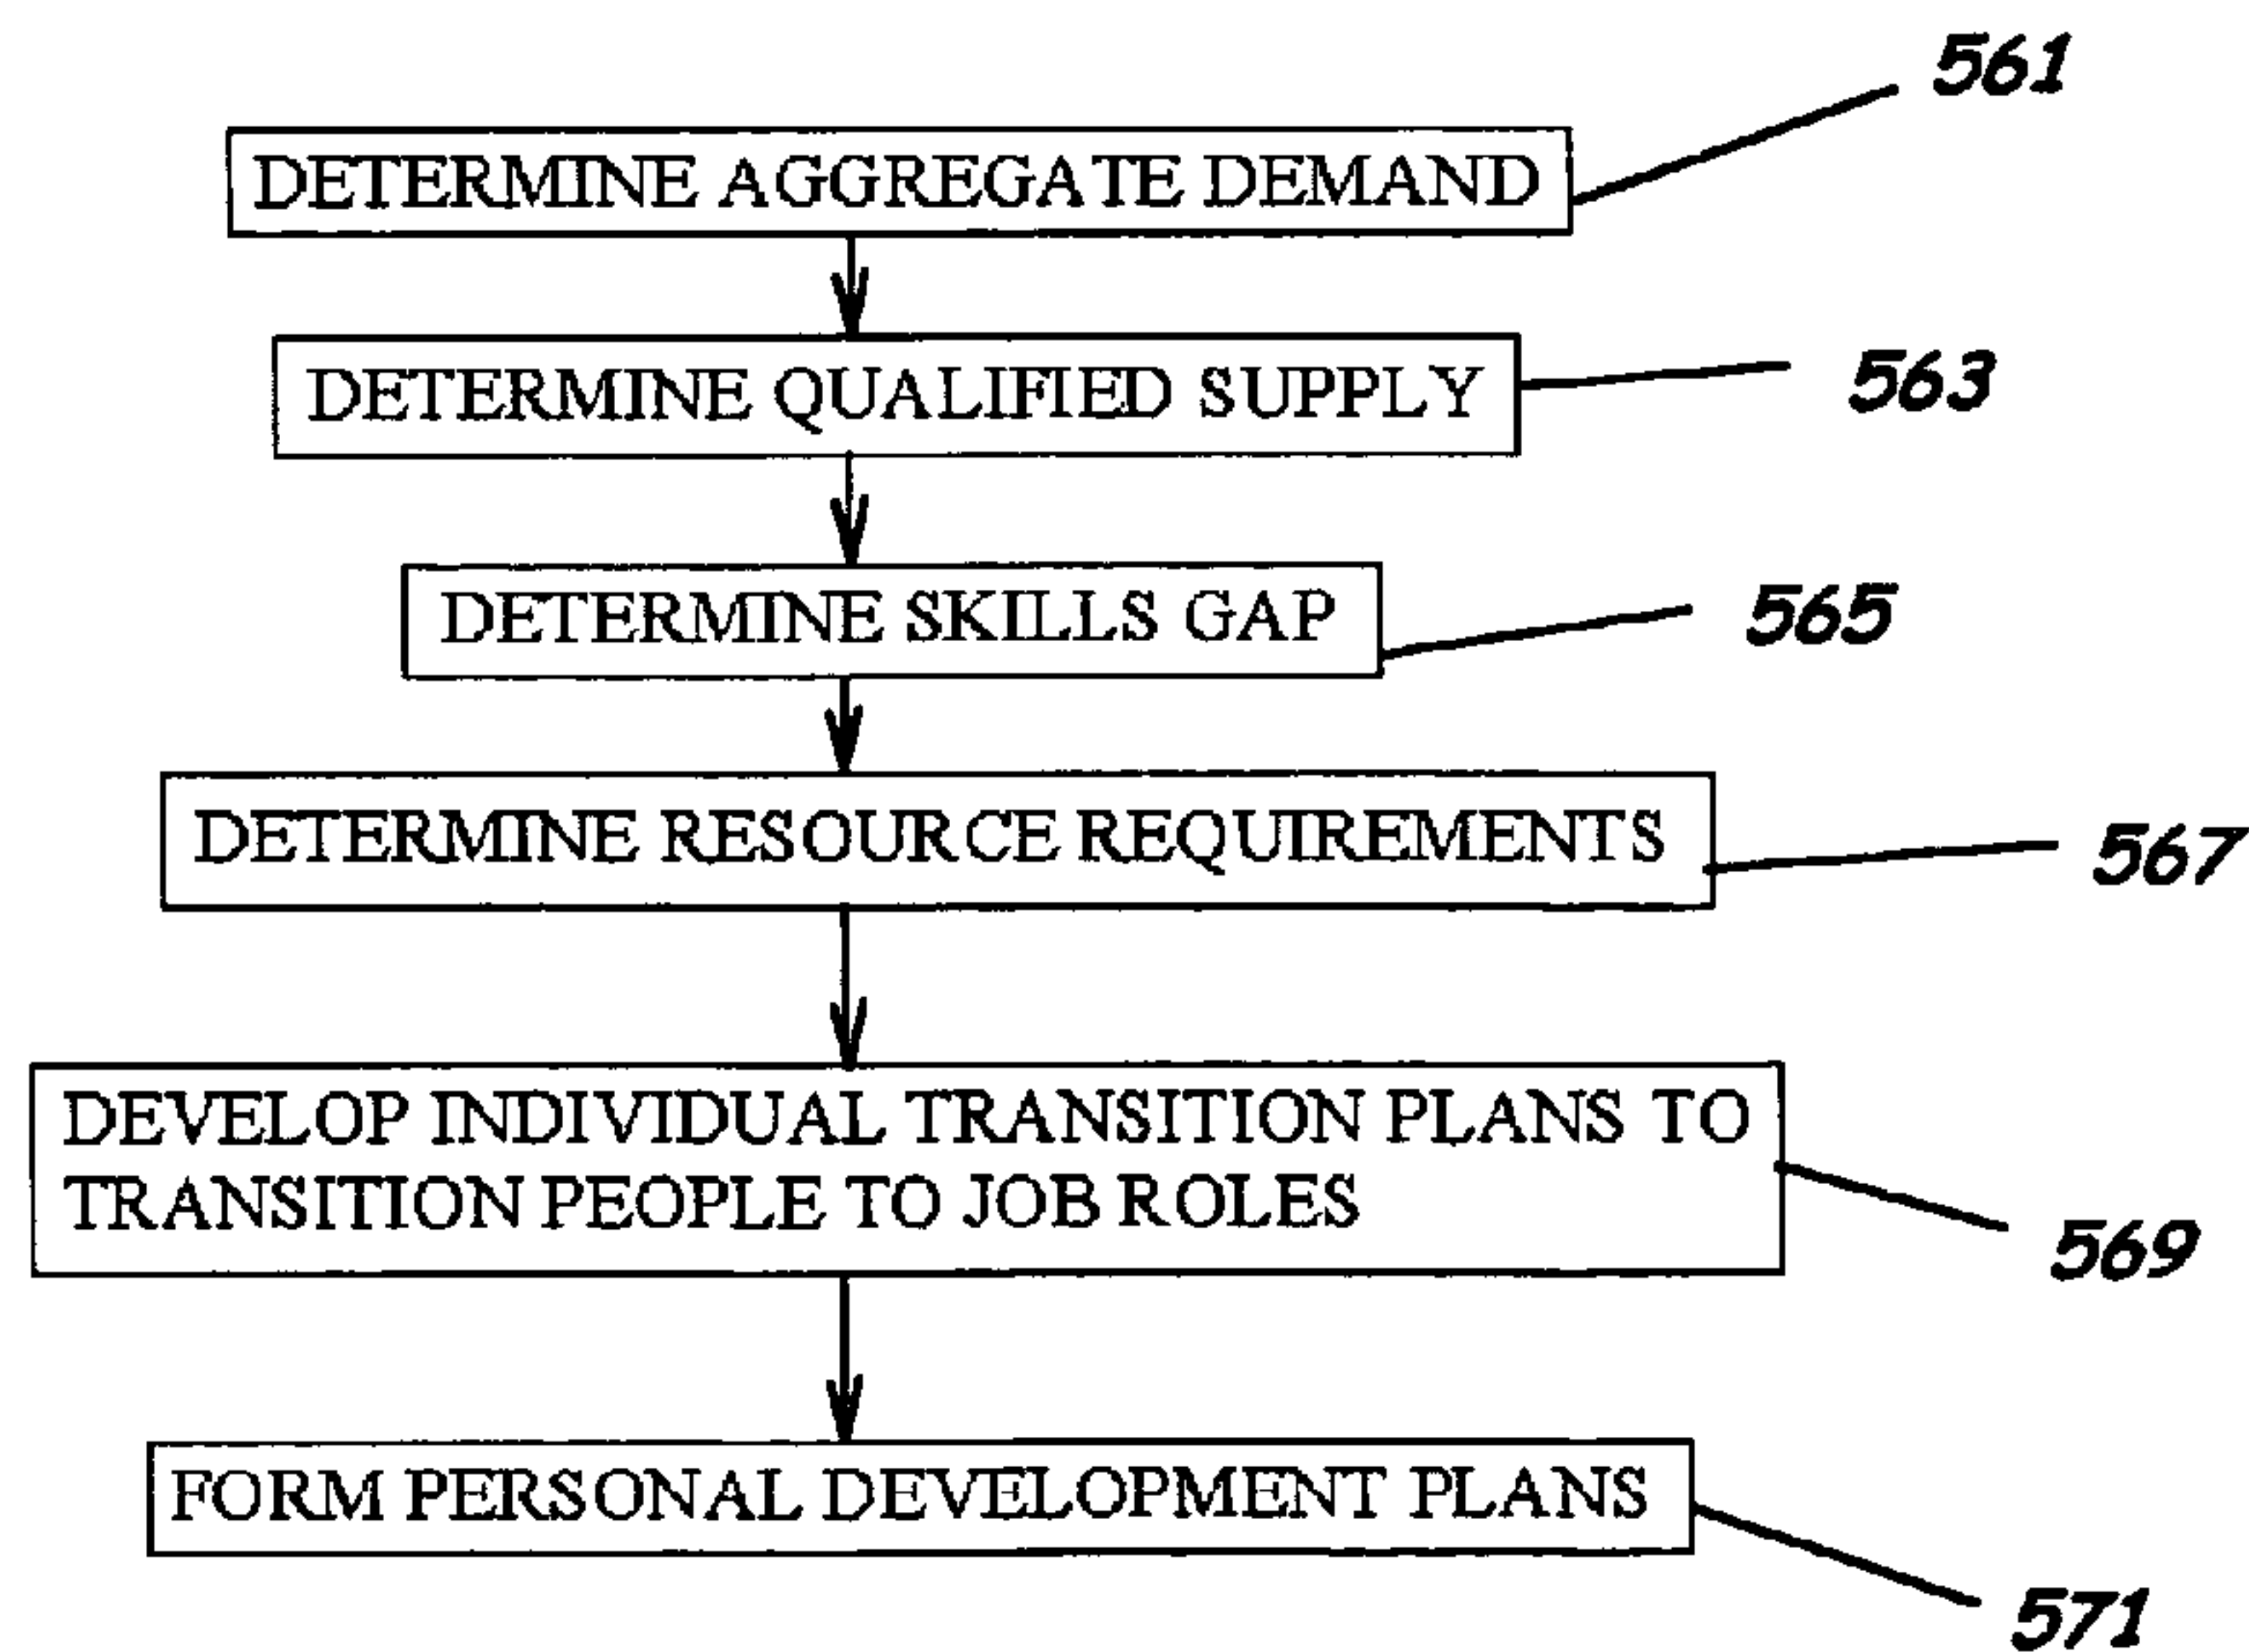 561
DETERMINE AGGREGATE DEMAND
DETERMINE QUALIFIED SUPPLY
563
DETERMINE SKILLS GAP
565
DETERMINE RESOURCE REQUIREMENTS
567
DEVELOP INDIVIDUAL TRANSITION PLANS TO
TRANSITION PEOPLE TO JOB ROLES
569
FORM PERSONAL DEVELOPMENT PLANS
571